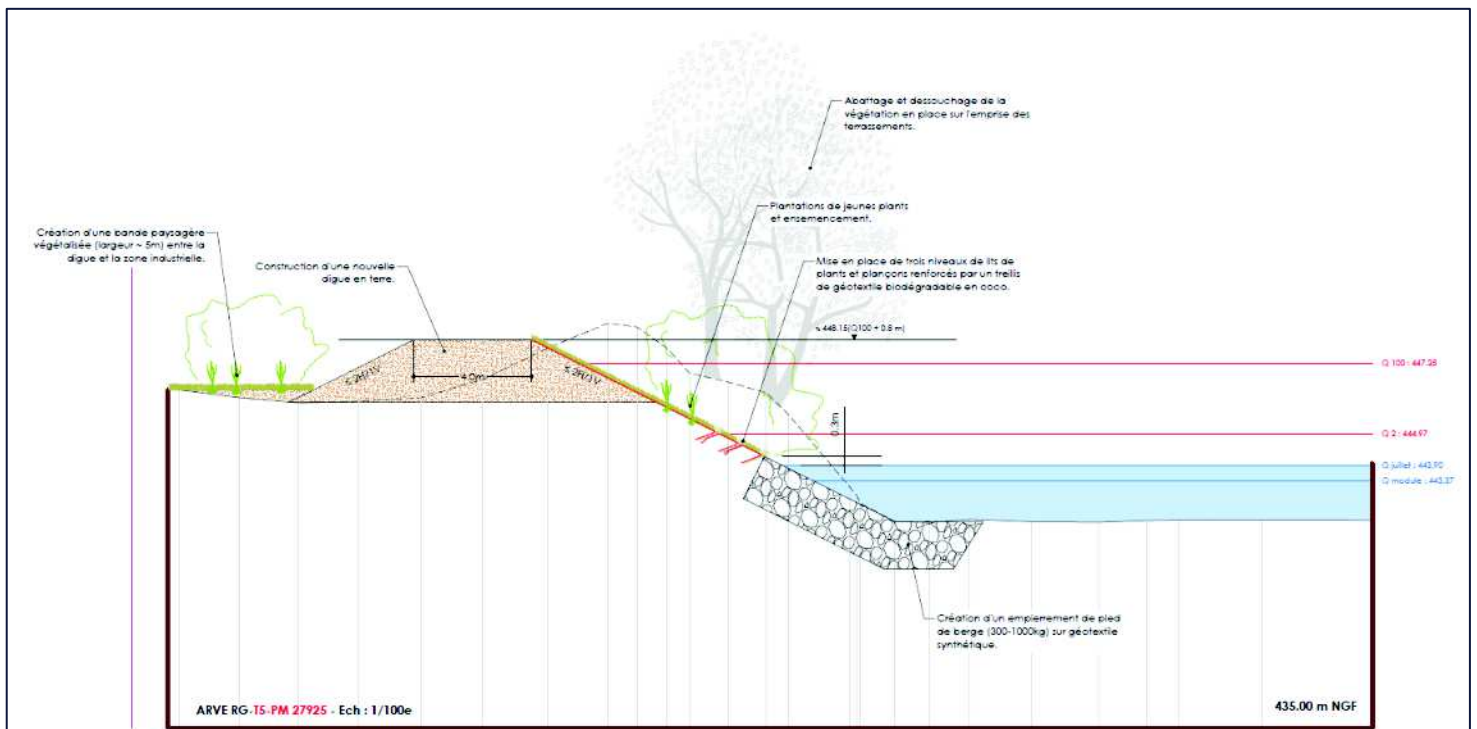 Abattage et dessouchage de la
végétation en place sur l'emprise des
terrassements.
Plantations de jeunes plants
et ensemencement.
Création d'une bande paysagère
végétalisée (largeur ~ 5m) entre la
digue et la zone industrielle.
Construction d'une nouvelle
digue en terre.
Mise en place de trois niveaux de lits de
plants et plançons renforcés par un treillis
de géotextile biodégradable en coco.
448.15(Q100 + 0.8 m)
Q 100 : 447.35
≤ 2H/1V
4.0m
≤ 2H/1V
0.3m
Q 2 : 444.97
Q juillet : 443.90
Q module : 443.37
Création d'un empierrement de pied
de berge (300-1000kg) sur géotextile
synthétique.
ARVE RG-T5-PM 27925 - Ech : 1/100e
435.00 m NGF